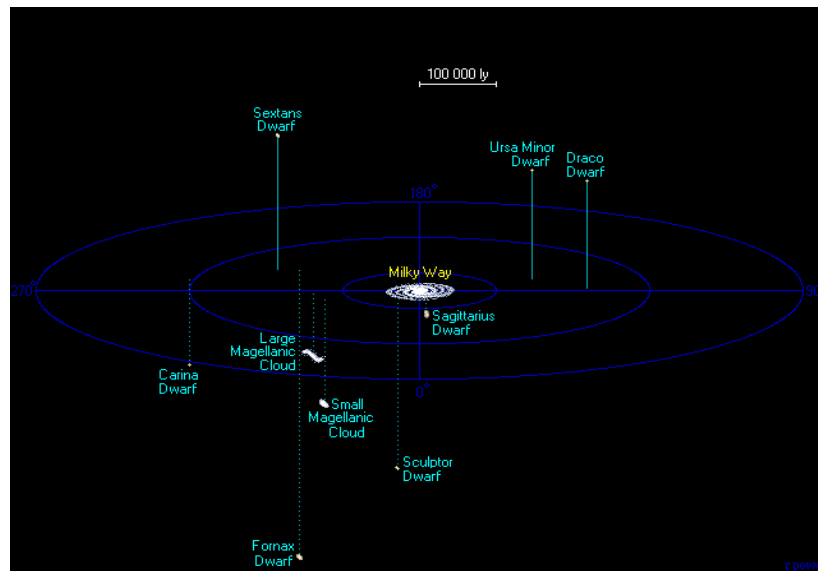 100 000 ly
Sextans
Dwarf
Ursa Minor
Dwarf
Draco
Dwarf
180°
Milky Way
270°
Sagittarius
Dwarf
Large
Magellanic
Cloud
Carina
Dwarf
0°
Small
Magellanic
Cloud
Sculptor
Dwarf
Fornax
Dwarf